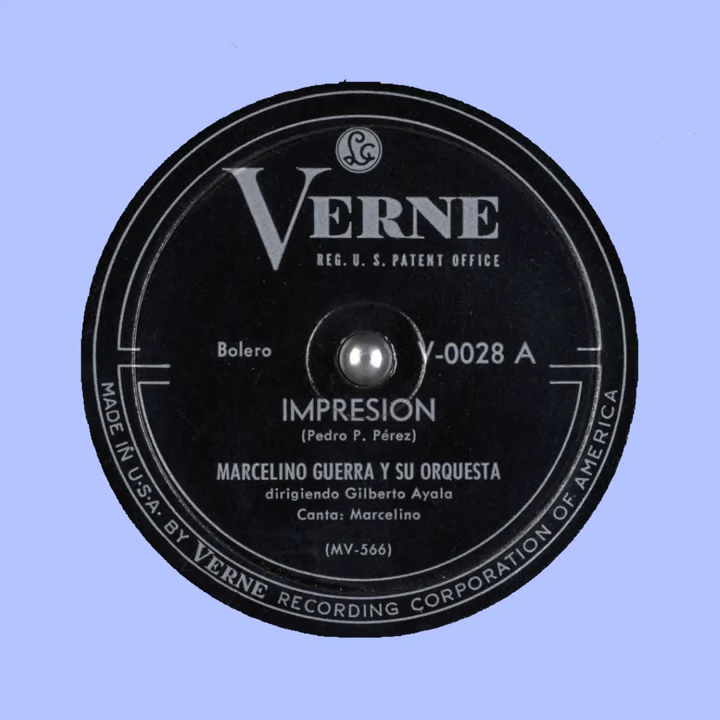 VERNE
REG. U. S. PATENT OFFICE
Bolero
V-0028 A
IMPRESION
(Pedro P. Pérez)
MARCELINO GUERRA Y SU ORQUESTA
dirigiendo Gilberto Ayala
Canta: Marcelino
(MV-566)
MADE IN U.S.A. BY VERNE RECORDING CORPORATION OF AMERICA